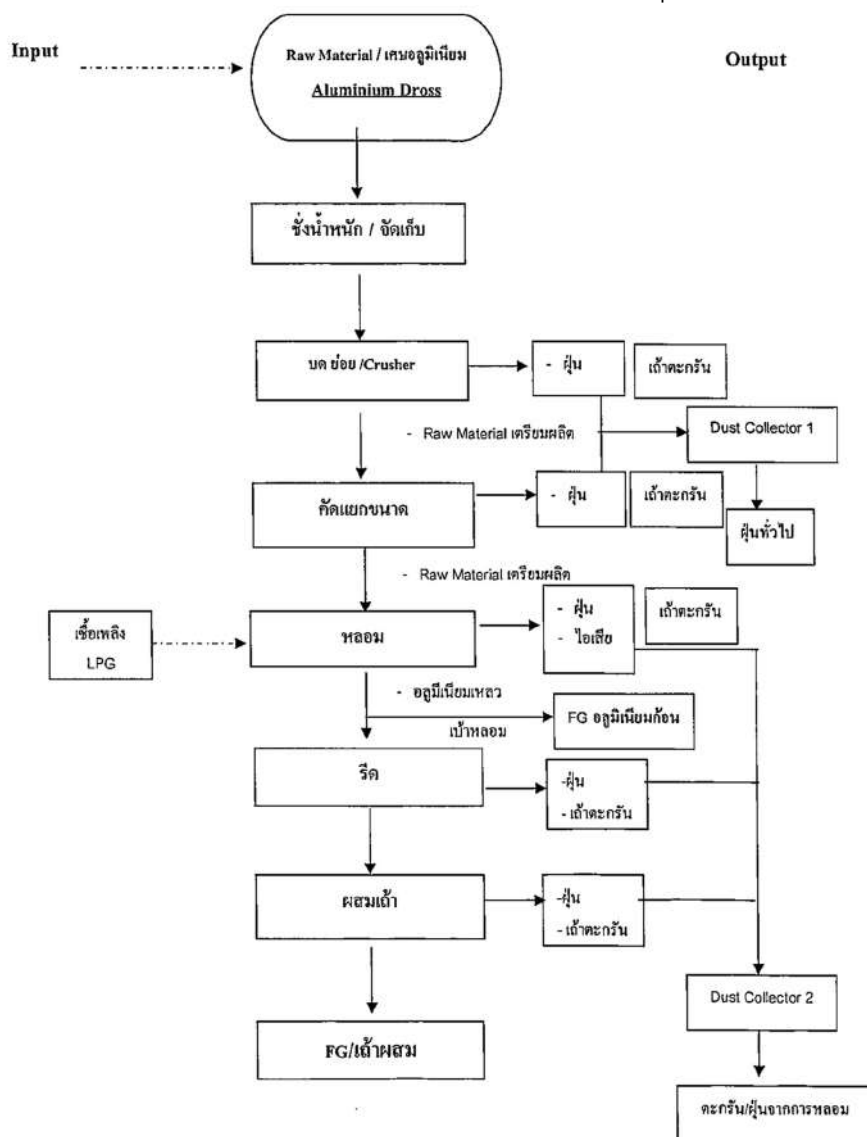 Input
Raw Material / เศษอลูมิเนียม
Aluminium Dross
Output
ชั่งน้ำหนัก / จัดเก็บ
บด ย่อย /Crusher
- ฝุ่น
เถ้าตะกรัน
- Raw Material เตรียมผลิต
Dust Collector 1
คัดแยกขนาด
- ฝุ่น
เถ้าตะกรัน
ฝุ่นทั่วไป
- Raw Material เตรียมผลิต
เชื้อเพลิง
LPG
หลอม
- ฝุ่น
- ไอเสีย
เถ้าตะกรัน
- อลูมิเนียมเหลว
เบ้าหลอม
FG อลูมิเนียมก้อน
รีด
-ฝุ่น
- เถ้าตะกรัน
ผสมเถ้า
-ฝุ่น
- เถ้าตะกรัน
Dust Collector 2
FG/เถ้าผสม
ตะกรัน/ฝุ่นจากการหลอม